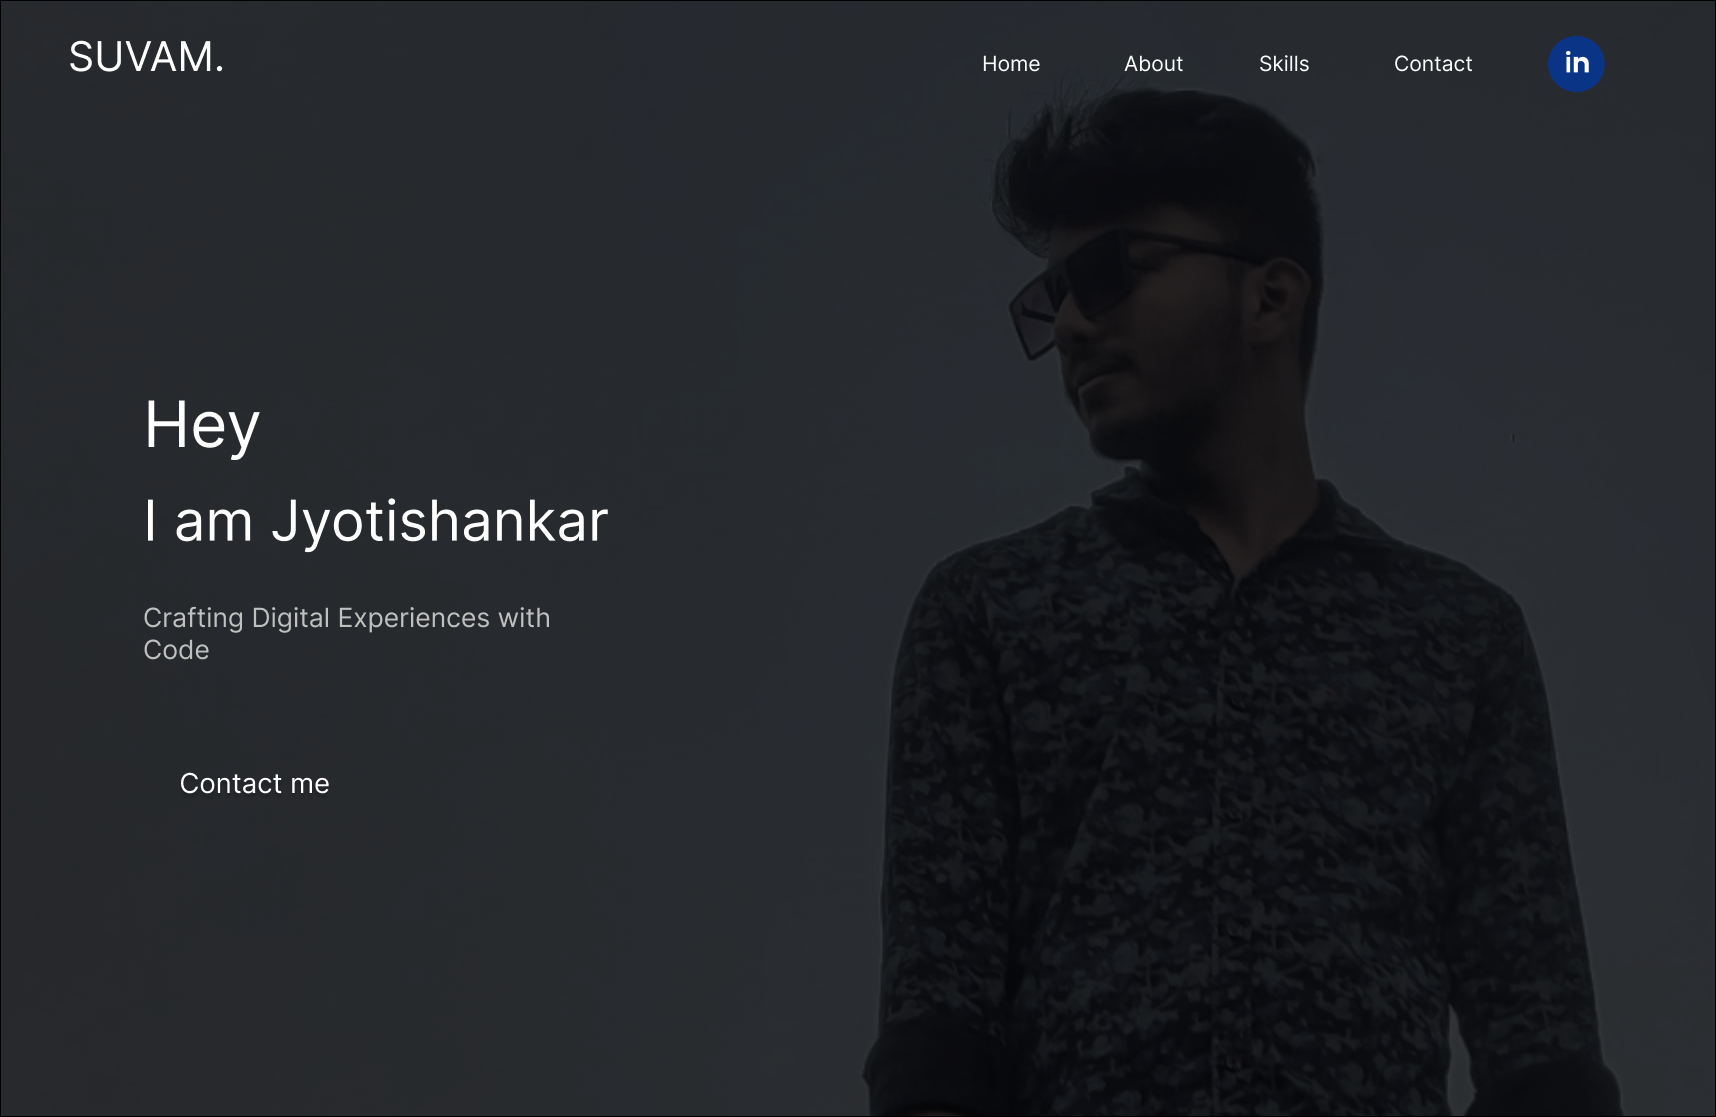 SUVAM.
Home About Skills Contact in
Hey
I am Jyotishankar
Crafting Digital Experiences with
Code
Contact me